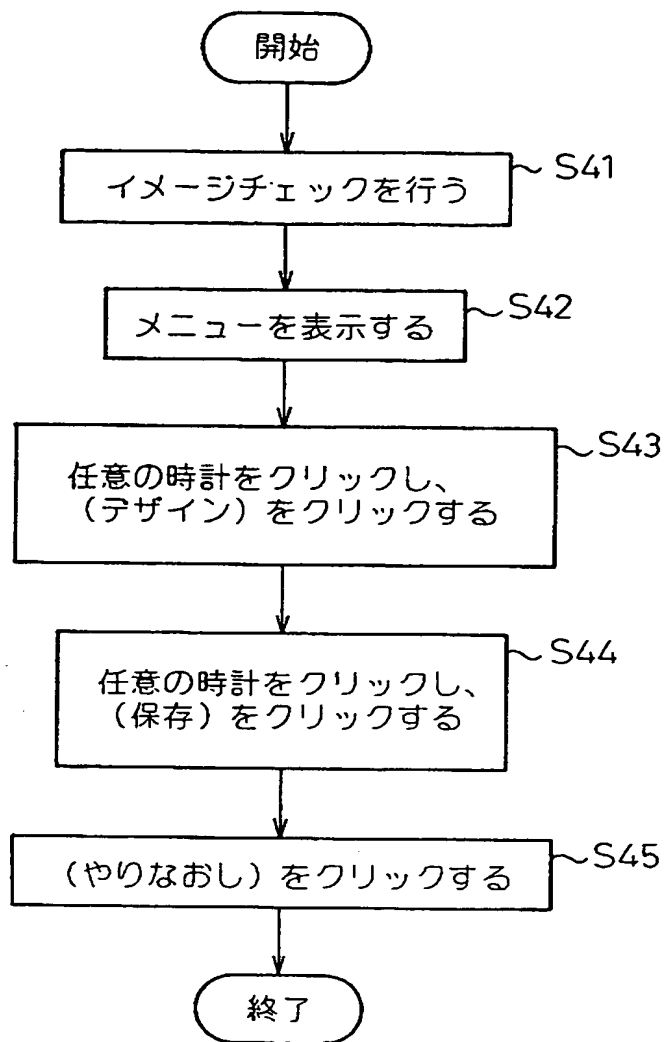 開始
イメージチェックを行う
S41
メニューを表示する
S42
任意の時計をクリックし、
（デザイン）をクリックする
S43
任意の時計をクリックし、
（保存）をクリックする
S44
（やりなおし）をクリックする
S45
終了